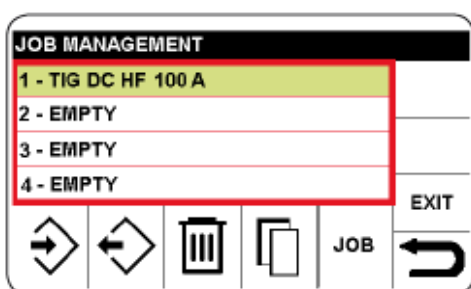 JOB MANAGEMENT
1 - TIG DC HF 100 A
2 - EMPTY
3 - EMPTY
4 - EMPTY
EXIT
JOB